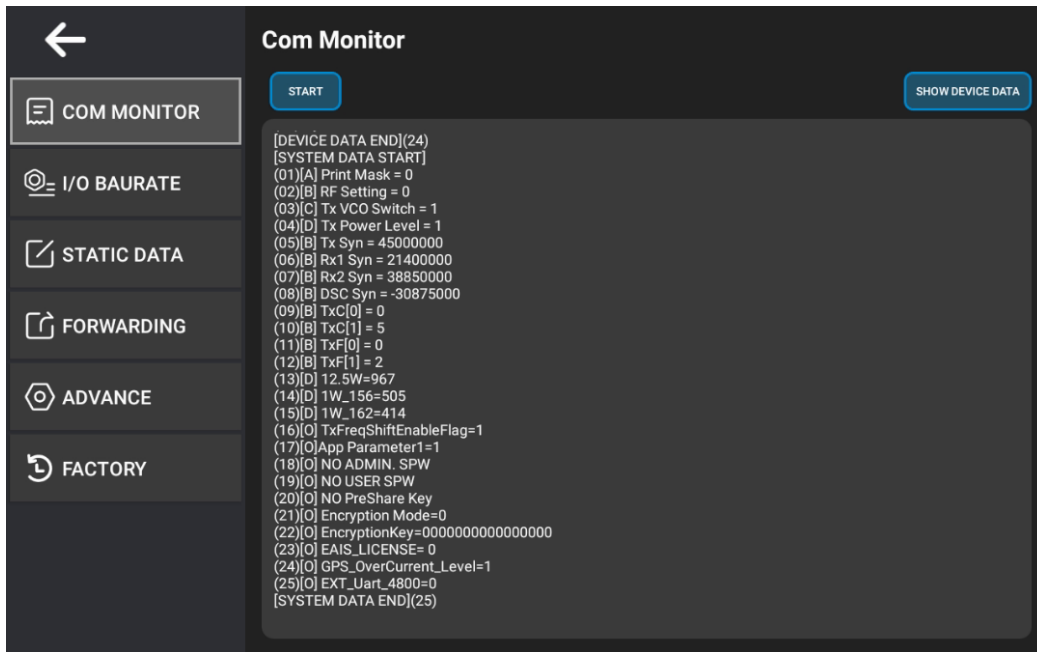 Com Monitor
START
SHOW DEVICE DATA
COM MONITOR
I/O BAURATE
STATIC DATA
FORWARDING
ADVANCE
FACTORY
[DEVICE DATA END](24)
[SYSTEM DATA START]
(01)[A] Print Mask = 0
(02)[B] RF Setting = 0
(03)[C] Tx VCO Switch = 1
(04)[D] Tx Power Level = 1
(05)[B] Tx Syn = 45000000
(06)[B] Rx1 Syn = 21400000
(07)[B] Rx2 Syn = 38850000
(08)[B] DSC Syn = -30875000
(09)[B] TxC[0] = 0
(10)[B] TxC[1] = 5
(11)[B] TxF[0] = 0
(12)[B] TxF[1] = 2
(13)[D] 12.5W=967
(14)[D] 1W_156=505
(15)[D] 1W_162=414
(16)[O] TxFreqShiftEnableFlag=1
(17)[O]App Parameter1=1
(18)[O] NO ADMIN. SPW
(19)[O] NO USER SPW
(20)[O] NO PreShare Key
(21)[O] Encryption Mode=0
(22)[O] EncryptionKey=0000000000000000
(23)[O] EAIS_LICENSE= 0
(24)[O] GPS_OverCurrent_Level=1
(25)[O] EXT_Uart_4800=0
[SYSTEM DATA END](25)